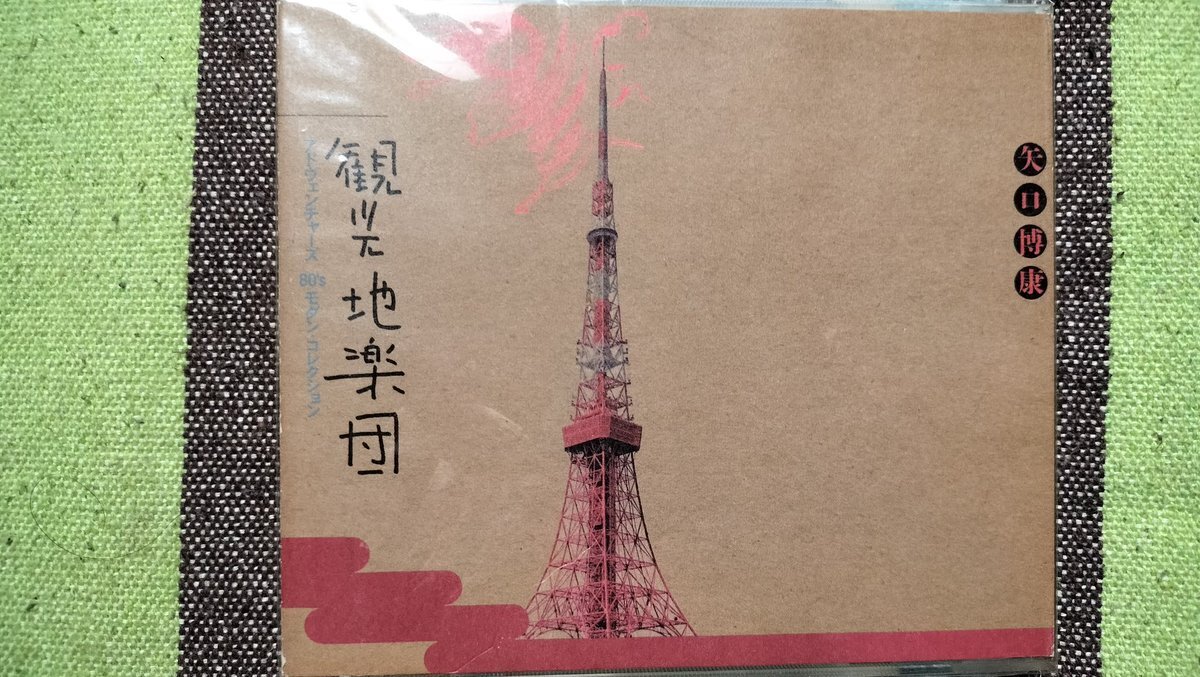 矢口博康
観光地楽団
アドヴェンチャーズ 80's モダン・コレクション